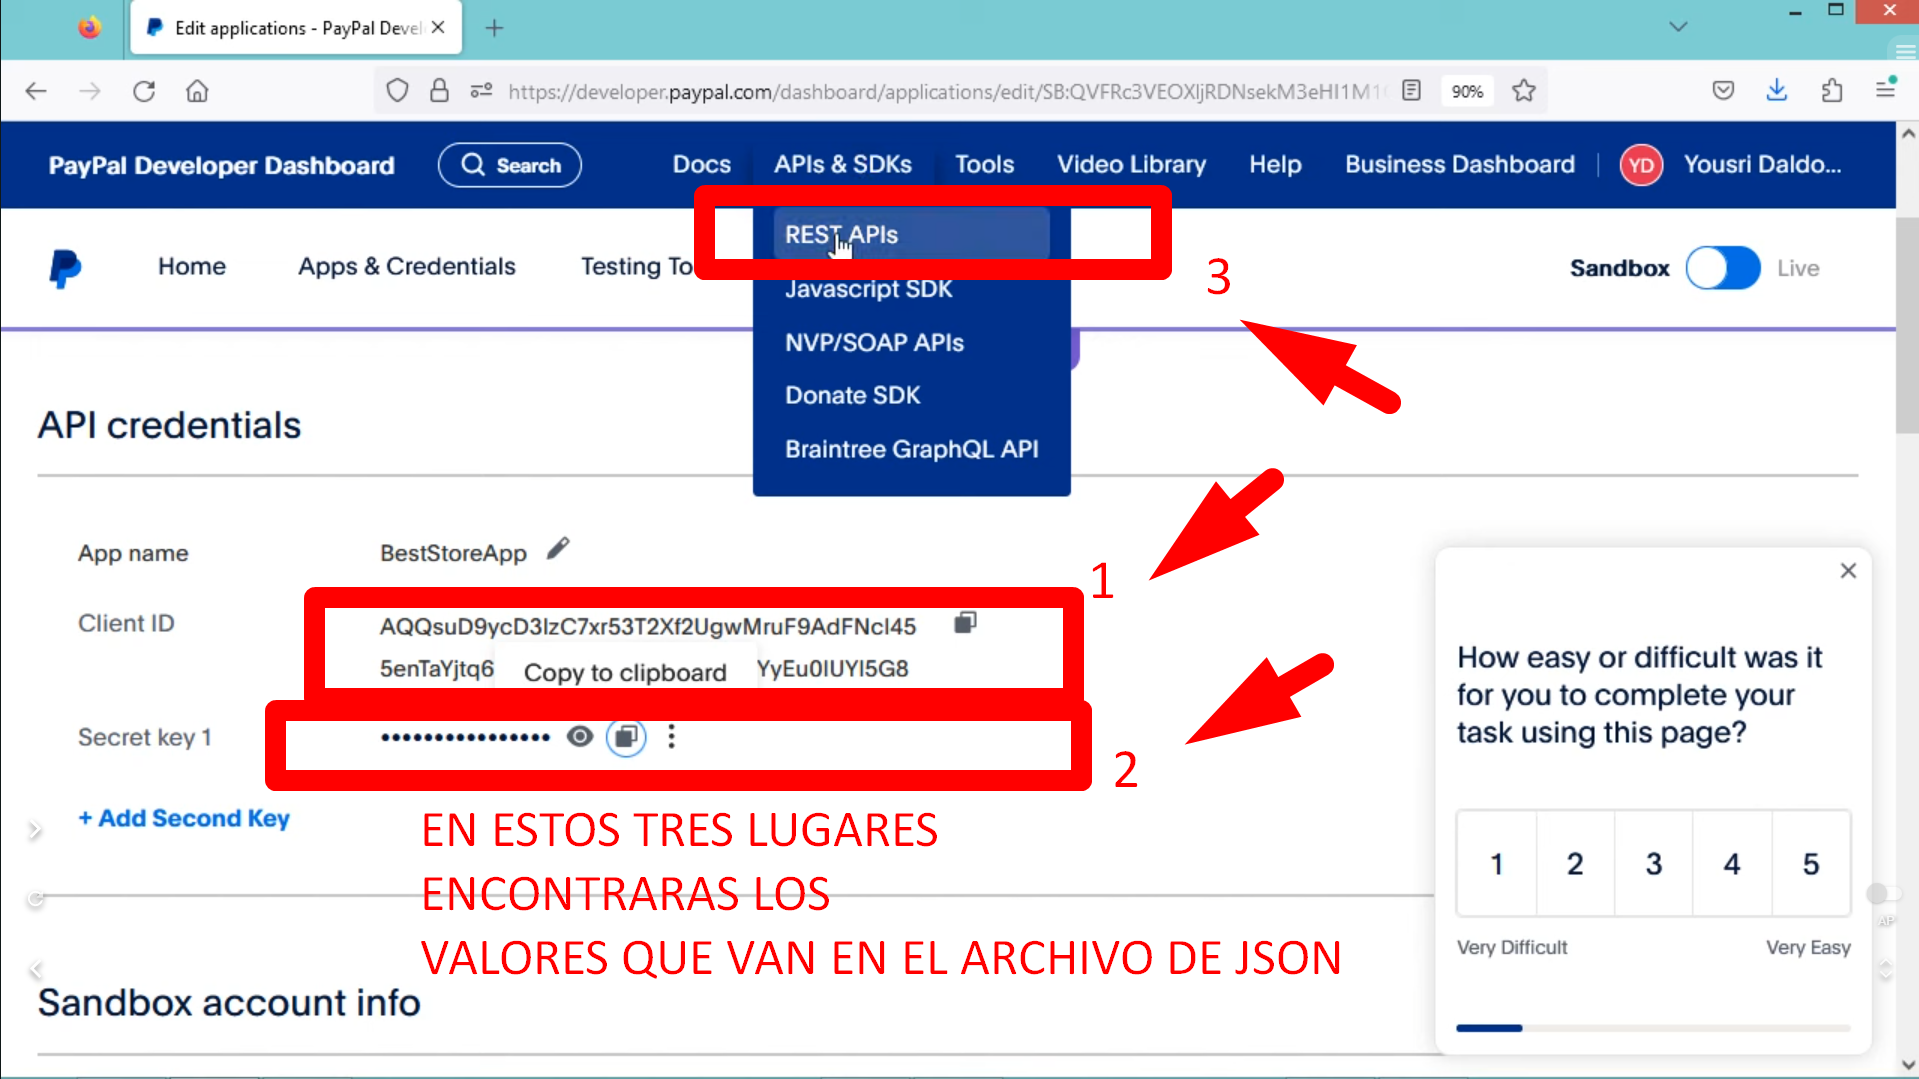 Edit applications - PayPal Devel
https://developer.paypal.com/dashboard/applications/edit/SB:QVFRc3VEOXljRDNsekM3eHI1M1
90%
PayPal Developer Dashboard
Search
Docs
APIs & SDKs
Tools
Video Library
Help
Business Dashboard
YD
Yousri Daldo...
REST APIs
Javascript SDK
NVP/SOAP APIs
Donate SDK
Braintree GraphQL API
Home
Apps & Credentials
Testing To
Sandbox
Live
3
API credentials
App name
BestStoreApp
1
Client ID
AQQsuD9ycD3lzC7xr53T2Xf2UgwMruF9AdFNcl45
5enTaYjtq6
Copy to clipboard
YyEu0IUYI5G8
Secret key 1
••••••••••••••••
2
+ Add Second Key
EN ESTOS TRES LUGARES
ENCONTRARAS LOS
VALORES QUE VAN EN EL ARCHIVO DE JSON
Sandbox account info
How easy or difficult was it
for you to complete your
task using this page?
1
2
3
4
5
Very Difficult
Very Easy